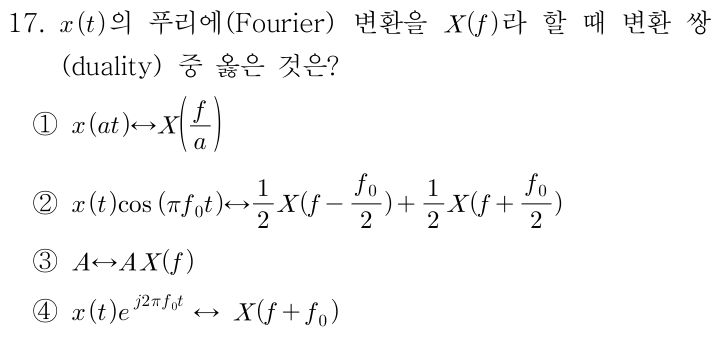 17. x(t)의 푸리에(Fourier) 변환을 X(f)라 할 때 변환 쌍
(duality) 중 옳은 것은?
① x(at)↔X(f/a)
② x(t)cos(πf₀t)↔1/2 X(f − f₀/2) + 1/2 X(f + f₀/2)
③ A↔AX(f)
④ x(t)e^{j2πf₀t} ↔ X(f+f₀)